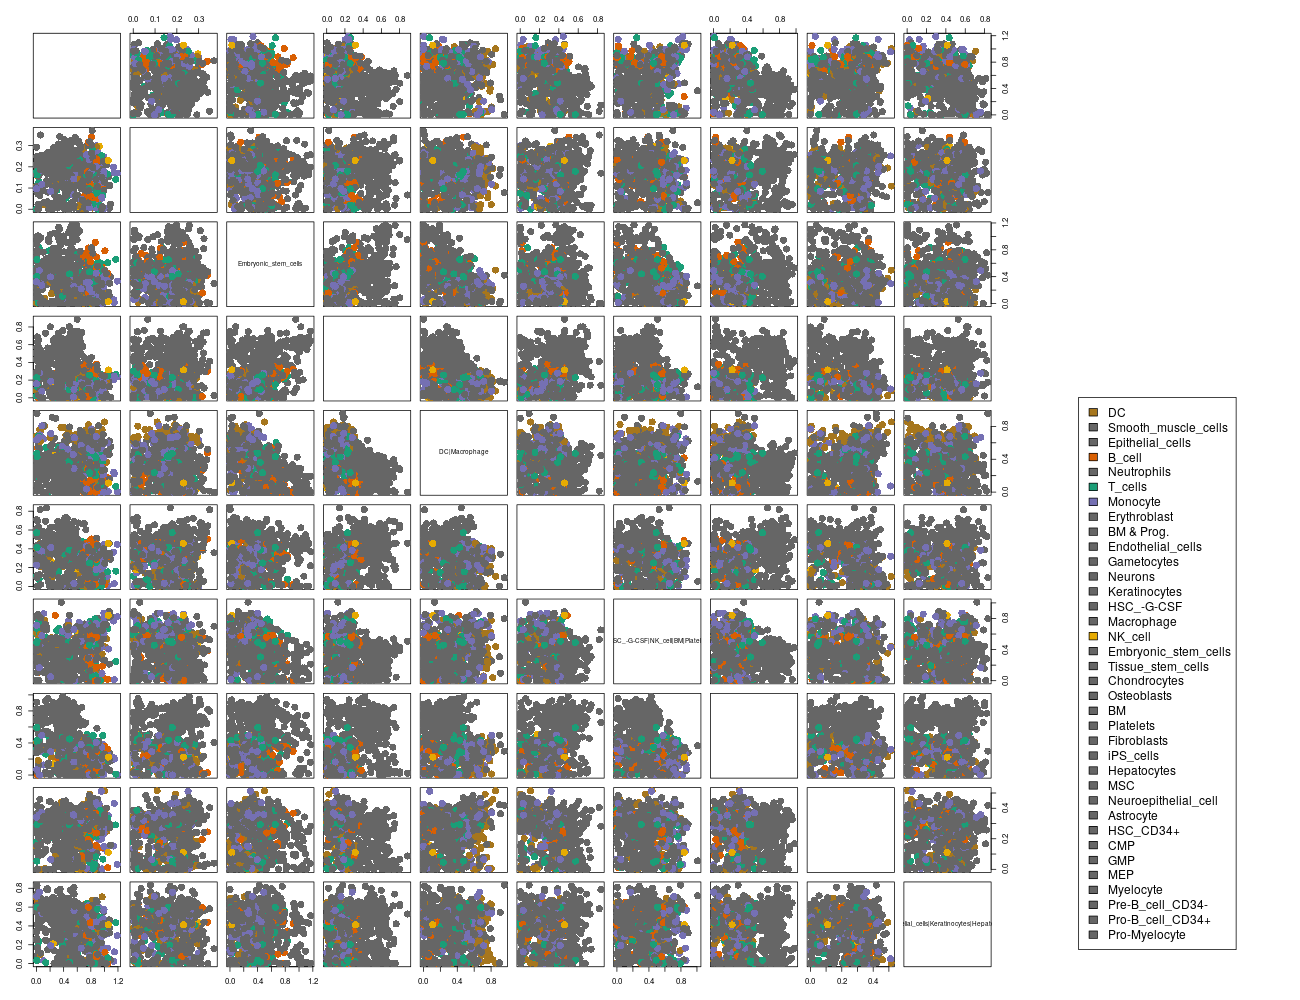 0.0 0.1 0.2 0.3
0.0 0.2 0.4 0.6 0.8
0.0 0.2 0.4 0.6 0.8
0.0 0.4 0.8
0.0 0.2 0.4 0.6 0.8
0.0 0.4 0.8 1.2
0.0 0.1 0.2 0.3
Embryonic_stem_cells
0.0 0.4 0.8 1.2
0.0 0.2 0.4 0.6 0.8
DC|Macrophage
0.0 0.4 0.8
0.0 0.2 0.4 0.6 0.8
SC_-G-CSF|NK_cell|BM|Platel
0.0 0.4 0.8
0.0 0.4 0.8
0.0 0.2 0.4
0.0 0.2 0.4 0.6 0.8
lial_cells|Keratinocytes|Hepat
0.0 0.4 0.8 1.2
0.0 0.4 0.8 1.2
0.0 0.4 0.8
0.0 0.4 0.8
0.0 0.2 0.4
DC
Smooth_muscle_cells
Epithelial_cells
B_cell
Neutrophils
T_cells
Monocyte
Erythroblast
BM & Prog.
Endothelial_cells
Gametocytes
Neurons
Keratinocytes
HSC_-G-CSF
Macrophage
NK_cell
Embryonic_stem_cells
Tissue_stem_cells
Chondrocytes
Osteoblasts
BM
Platelets
Fibroblasts
iPS_cells
Hepatocytes
MSC
Neuroepithelial_cell
Astrocyte
HSC_CD34+
CMP
GMP
MEP
Myelocyte
Pre-B_cell_CD34-
Pro-B_cell_CD34+
Pro-Myelocyte